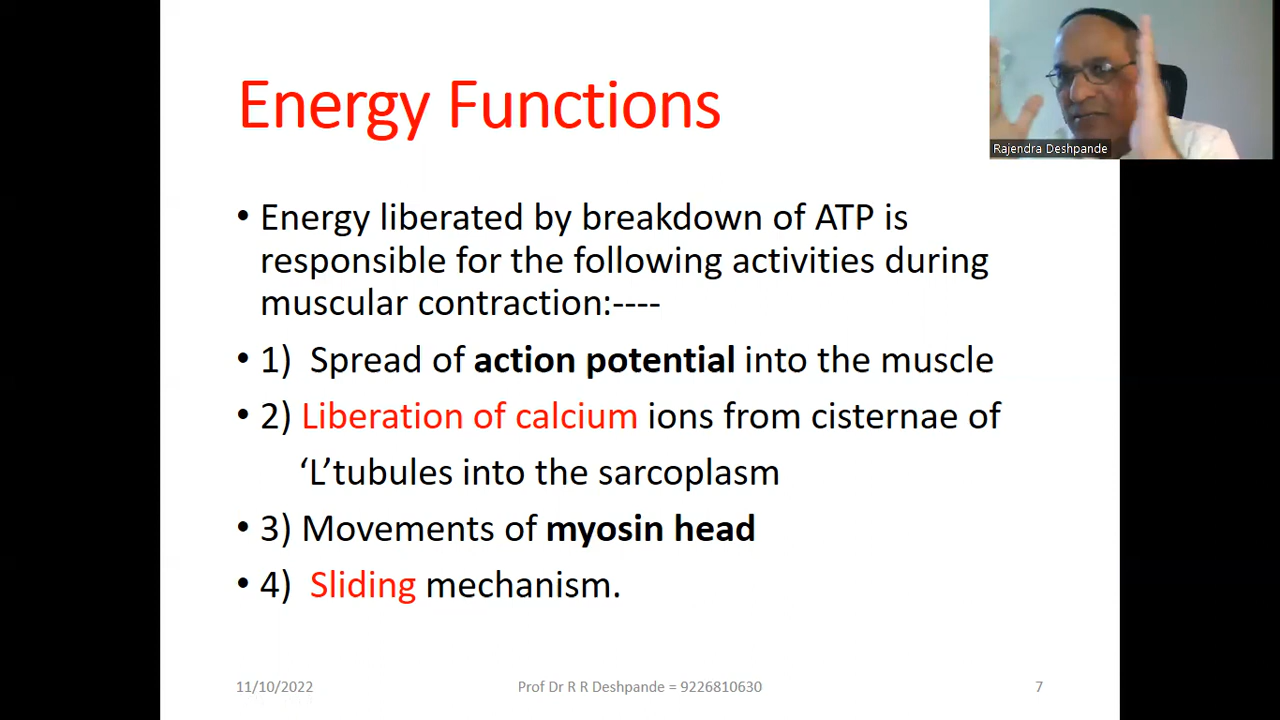 Energy Functions
Rajendra Deshpande
• Energy liberated by breakdown of ATP is
responsible for the following activities during
muscular contraction:----
• 1) Spread of action potential into the muscle
• 2) Liberation of calcium ions from cisternae of
‘L’tubules into the sarcoplasm
• 3) Movements of myosin head
• 4) Sliding mechanism.
11/10/2022
Prof Dr R R Deshpande = 9226810630
7